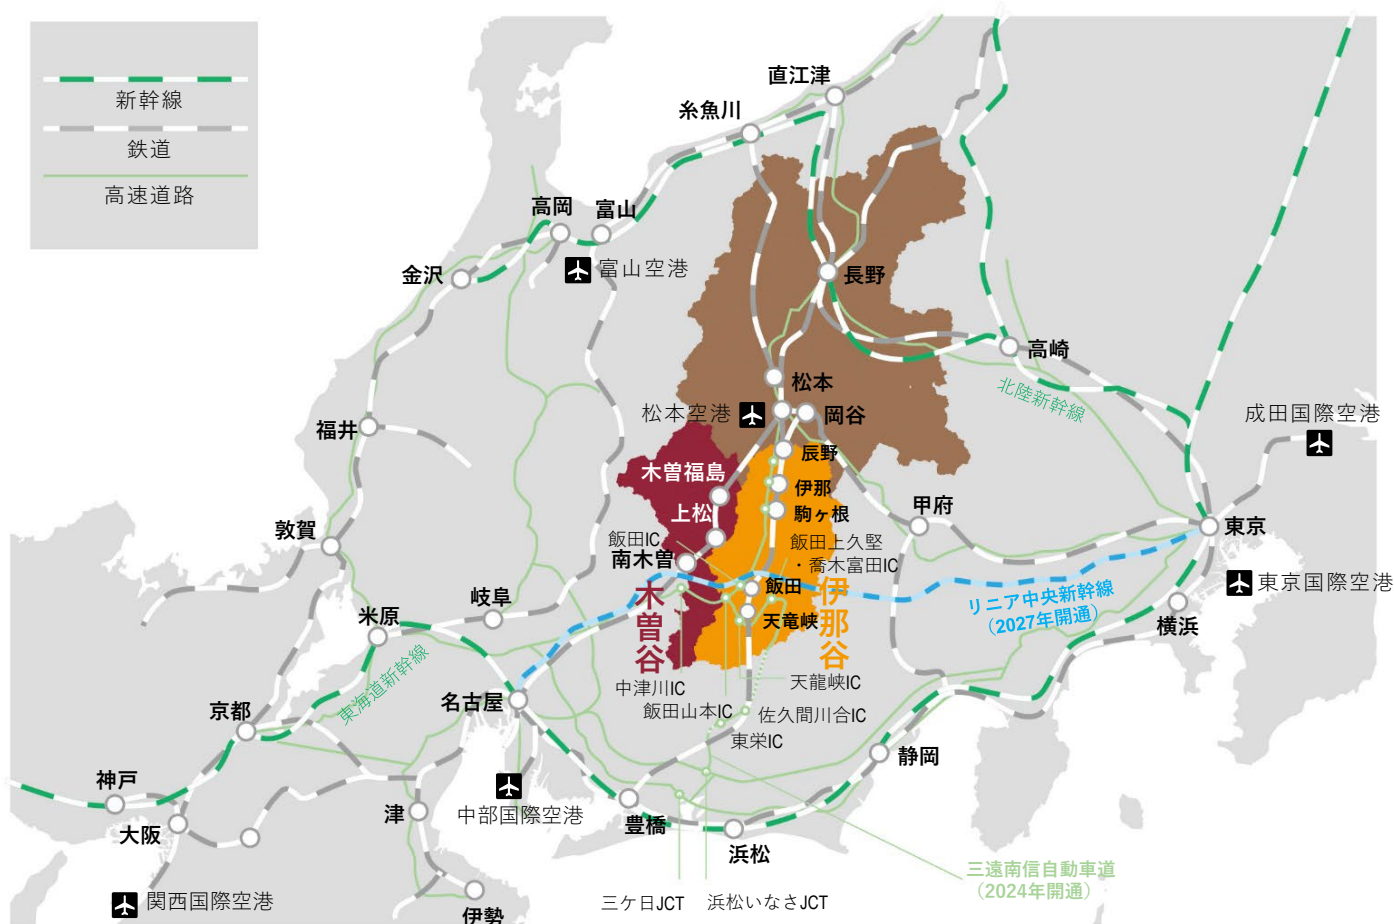 新幹線
鉄道
高速道路
直江津
糸魚川
高岡
富山
金沢
富山空港
長野
高崎
北陸新幹線
松本
松本空港
岡谷
成田国際空港
福井
辰野
木曽福島
伊那
上松
駒ヶ根
甲府
敦賀
東京
飯田IC
飯田上久堅
・喬木富田IC
南木曽
飯田
東京国際空港
リニア中央新幹線
（2027年開通）
岐阜
米原
木曽谷
伊那谷
天竜峡
横浜
東海道新幹線
中津川IC
天龍峡IC
飯田山本IC
佐久間川合IC
名古屋
京都
東栄IC
静岡
神戸
中部国際空港
津
大阪
豊橋
浜松
三遠南信自動車道
（2024年開通）
関西国際空港
三ケ日JCT
浜松いなさJCT
伊勢